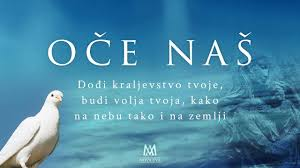 OČE NAŠ
Dođi kraljevstvo tvoje,
budi volja tvoja, kako
na nebu tako i na zemlji